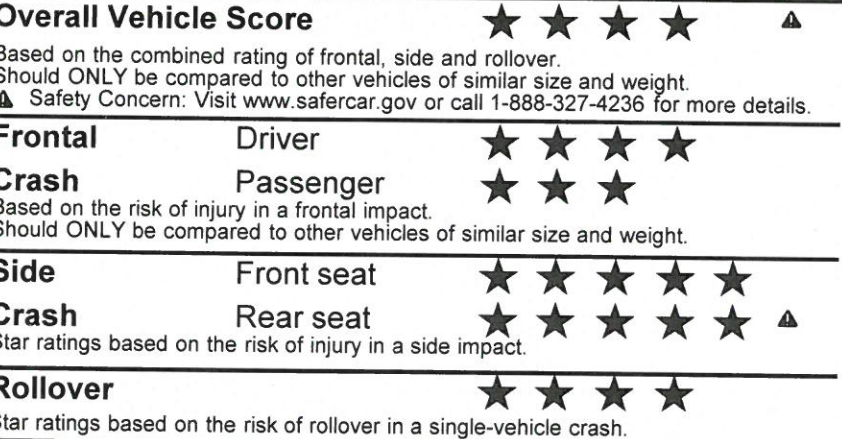 Overall Vehicle Score ★ ★ ★ ★ ⚠
Based on the combined rating of frontal, side and rollover.
Should ONLY be compared to other vehicles of similar size and weight.
⚠ Safety Concern: Visit www.safercar.gov or call 1-888-327-4236 for more details.
Frontal Driver ★ ★ ★ ★
Crash Passenger ★ ★ ★
Based on the risk of injury in a frontal impact.
Should ONLY be compared to other vehicles of similar size and weight.
Side Front seat ★ ★ ★ ★ ★
Crash Rear seat ★ ★ ★ ★ ★ ⚠
Star ratings based on the risk of injury in a side impact.
Rollover ★ ★ ★ ★
Star ratings based on the risk of rollover in a single-vehicle crash.